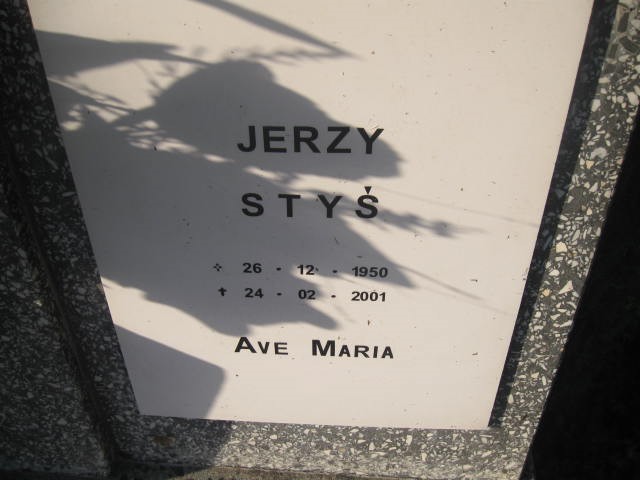 JERZY
STYŚ
✣ 26 · 12 · 1950
✝ 24 · 02 · 2001
AVE MARIA